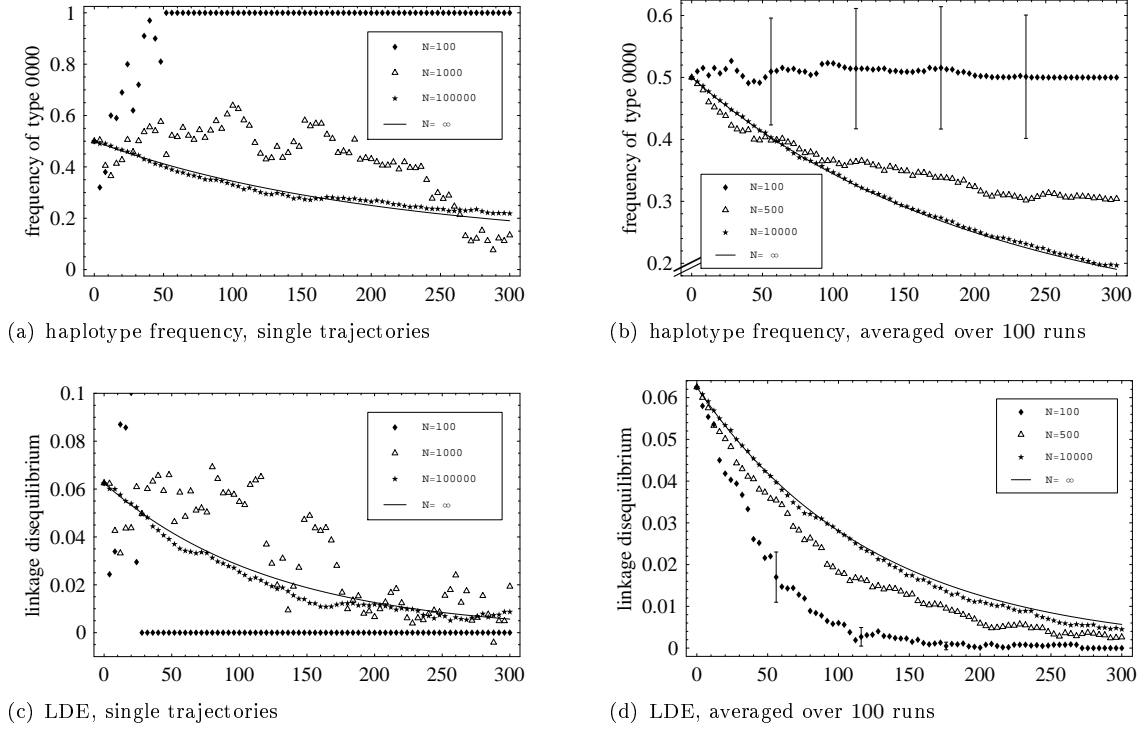 frequency of type 0000
1
0.8
0.6
0.4
0.2
0
N=100
N=1000
N=100000
N= ∞
0 50 100 150 200 250 300
(a) haplotype frequency, single trajectories
frequency of type 0000
0.6
0.5
0.4
0.3
0.2
N=100
N=500
N=10000
N= ∞
0 50 100 150 200 250 300
(b) haplotype frequency, averaged over 100 runs
linkage disequilibrium
0.1
0.08
0.06
0.04
0.02
0
N=100
N=1000
N=100000
N= ∞
0 50 100 150 200 250 300
(c) LDE, single trajectories
linkage disequilibrium
0.06
0.05
0.04
0.03
0.02
0.01
0
N=100
N=500
N=10000
N= ∞
0 50 100 150 200 250 300
(d) LDE, averaged over 100 runs